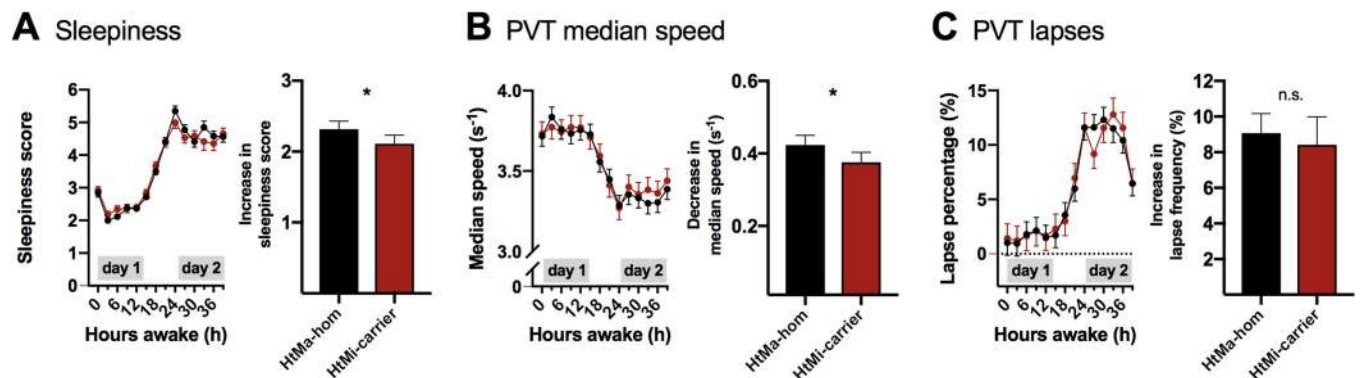 A Sleepiness
B PVT median speed
C PVT lapses
Sleepiness score
6
5
4
3
2
1
0
day 1
day 2
0
6
12
18
24
30
36
Hours awake (h)
Increase in
sleepiness score
3
2
1
*
HtMa-hom
HtMi-carrier
Median speed (s⁻¹)
4.0
3.5
3.0
0
day 1
day 2
0
6
12
18
24
30
36
Hours awake (h)
Decrease in
median speed (s⁻¹)
0.6
0.4
0.2
*
HtMa-hom
HtMi-carrier
Lapse percentage (%)
15
10
5
0
day 1
day 2
0
6
12
18
24
30
36
Hours awake (h)
Increase in
lapse frequency (%)
12
10
8
6
4
2
n.s.
HtMa-hom
HtMi-carrier